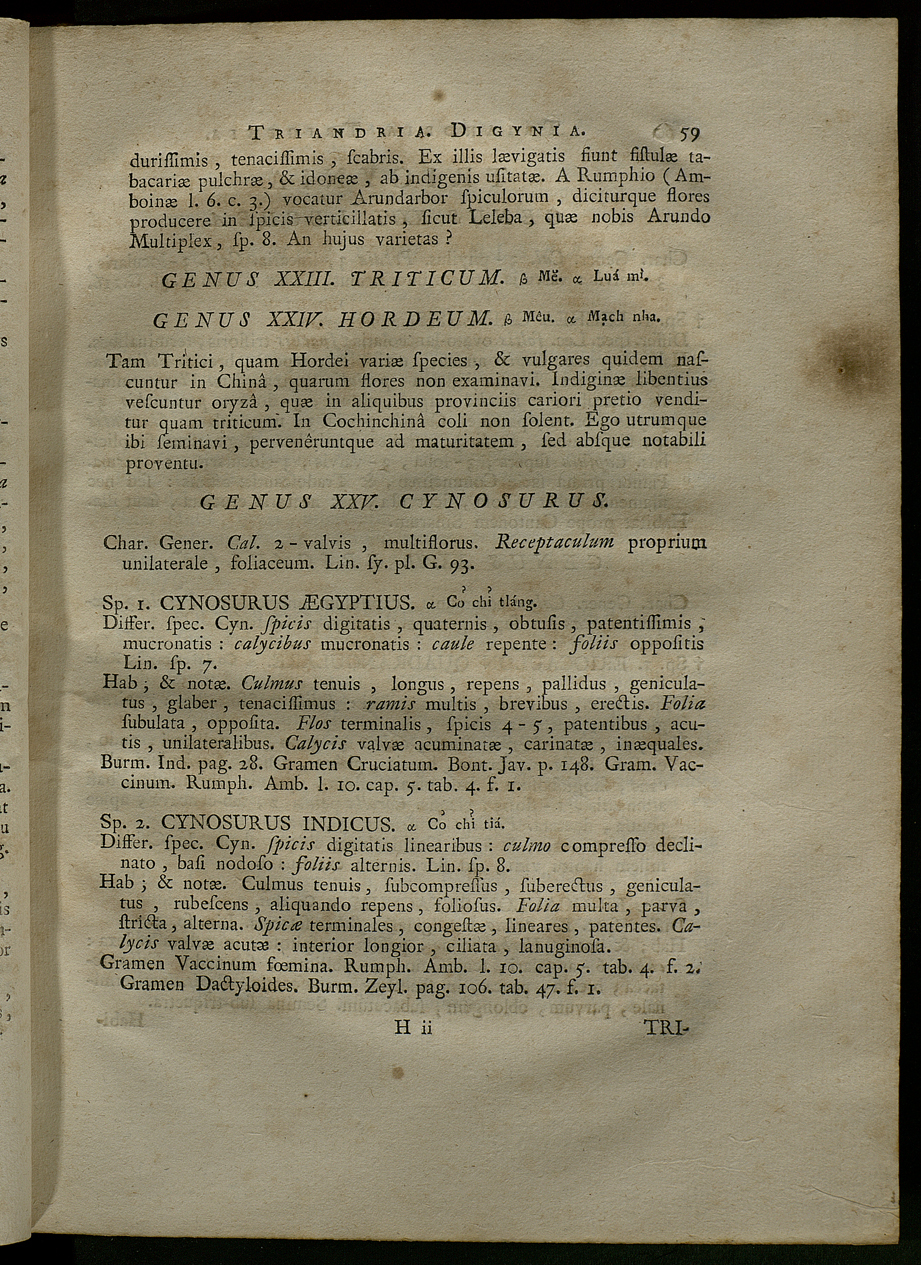 TRIANDRIA. DIGYNIA. 59
duriſſimis , tenaciſſimis , ſcabris. Ex illis lævigatis fiunt fiſtulæ ta-
bacariæ pulchræ, & idoneæ , ab indigenis uſitatæ. A Rumphio (Am-
boinæ l. 6. c. 3.) vocatur Arundarbor ſpiculorum , diciturque flores
producere in ſpicis verticillatis , ſicut Leleba , quæ nobis Arundo
Multiplex, ſp. 8. An hujus varietas ?
GENUS XXIII. TRITICUM. β Më. α Luá mì.
GENUS XXIV. HORDEUM. β Mêu. α Mạch nha.
Tam Tritici , quam Hordei variæ ſpecies , & vulgares quidem naſ-
cuntur in Chinâ , quarum flores non examinavi. Indiginæ libentius
veſcuntur oryzâ , quæ in aliquibus provinciis cariori pretio vendi-
tur quam triticum. In Cochinchinâ coli non ſolent. Ego utrumque
ibi ſeminavi , pervenêruntque ad maturitatem , ſed abſque notabili
proventu.
GENUS XXV. CYNOSURUS.
Char. Gener. Cal. 2 - valvis , multiflorus. Receptaculum proprium
unilaterale , foliaceum. Lin. ſy. pl. G. 93.
Sp. 1. CYNOSURUS ÆGYPTIUS. α Cỏ chỉ tláng.
Differ. ſpec. Cyn. ſpicis digitatis , quaternis , obtuſis , patentiſſimis ,
mucronatis : calycibus mucronatis : caule repente : foliis oppoſitis
Lin. ſp. 7.
Hab ; & notæ. Culmus tenuis , longus , repens , pallidus , genicula-
tus , glaber , tenaciſſimus : ramis multis , brevibus , erectis. Folia
ſubulata , oppoſita. Flos terminalis , ſpicis 4 - 5 , patentibus , acu-
tis , unilateralibus. Calycis valvæ acuminatæ , carinatæ , inæquales.
Burm. Ind. pag. 28. Gramen Cruciatum. Bont. Jav. p. 148. Gram. Vac-
cinum. Rumph. Amb. l. 10. cap. 5. tab. 4. f. 1.
Sp. 2. CYNOSURUS INDICUS. α Cỏ chỉ tiá.
Differ. ſpec. Cyn. ſpicis digitatis linearibus : culmo compreſſo decli-
nato , baſi nodoſo : foliis alternis. Lin. ſp. 8.
Hab ; & notæ. Culmus tenuis , ſubcompreſſus , ſuberectus , genicula-
tus , rubeſcens , aliquando repens , folioſus. Folia multa , parva ,
ſtricta , alterna. Spicæ terminales , congeſtæ , lineares , patentes. Ca-
lycis valvæ acutæ : interior longior , ciliata , lanuginoſa.
Gramen Vaccinum fœmina. Rumph. Amb. l. 10. cap. 5. tab. 4. f. 2.
Gramen Dactyloides. Burm. Zeyl. pag. 106. tab. 47. f. 1.
H ii TRI-